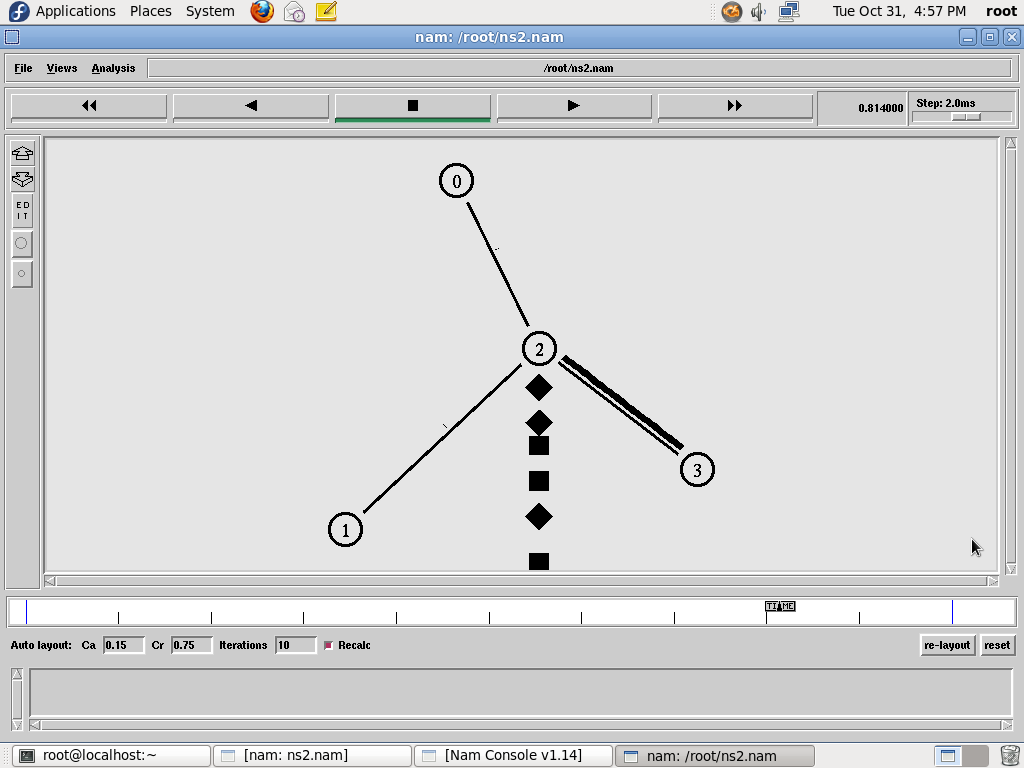 Applications Places System Tue Oct 31, 4:57 PM root
nam: /root/ns2.nam
File Views Analysis /root/ns2.nam
0.814000 Step: 2.0ms
ED
IT
0
2
3
1
TIME
Auto layout: Ca 0.15 Cr 0.75 Iterations 10 Recalc re-layout reset
root@localhost:~ [nam: ns2.nam] [Nam Console v1.14] nam: /root/ns2.nam